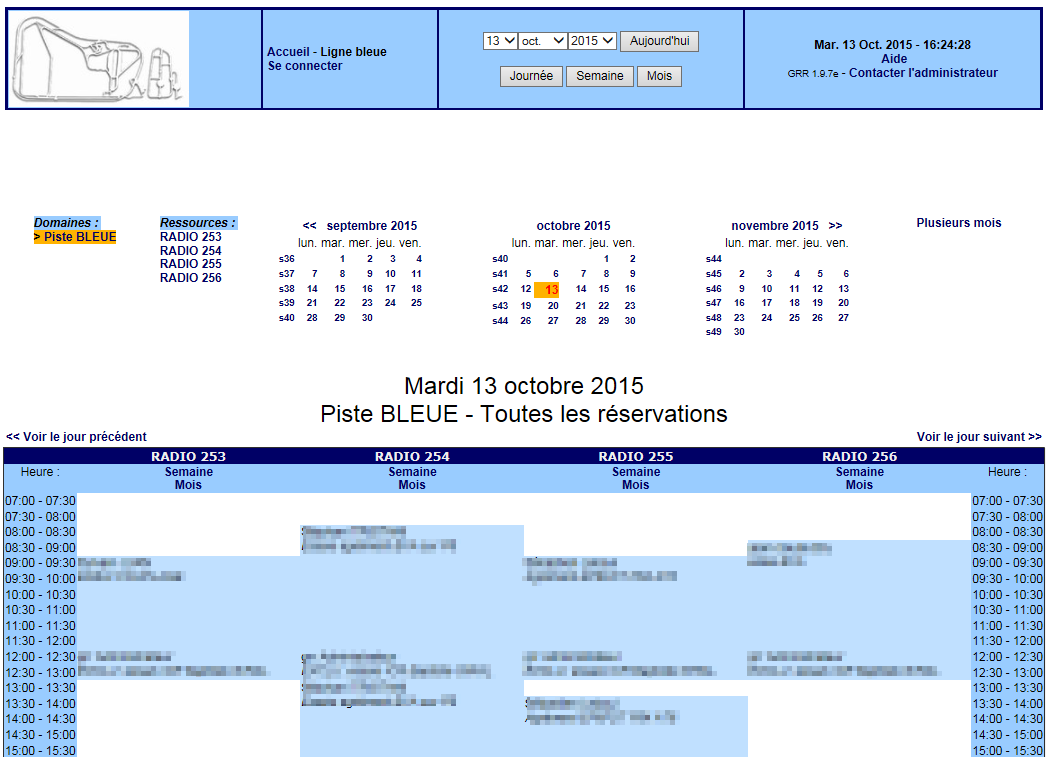 Accueil - Ligne bleue
Se connecter
13 oct. 2015 Aujourd'hui
Journée Semaine Mois
Mar. 13 Oct. 2015 - 16:24:28
Aide
GRR 1.9.7e - Contacter l'administrateur
Domaines :
> Piste BLEUE
Ressources :
RADIO 253
RADIO 254
RADIO 255
RADIO 256
<< septembre 2015
lun. mar. mer. jeu. ven.
s36 1 2 3 4
s37 7 8 9 10 11
s38 14 15 16 17 18
s39 21 22 23 24 25
s40 28 29 30
octobre 2015
lun. mar. mer. jeu. ven.
s40 1 2
s41 5 6 7 8 9
s42 12 13 14 15 16
s43 19 20 21 22 23
s44 26 27 28 29 30
novembre 2015 >>
lun. mar. mer. jeu. ven.
s44
s45 2 3 4 5 6
s46 9 10 11 12 13
s47 16 17 18 19 20
s48 23 24 25 26 27
s49 30
Plusieurs mois
Mardi 13 octobre 2015
Piste BLEUE - Toutes les réservations
<< Voir le jour précédent Voir le jour suivant >>
RADIO 253 RADIO 254 RADIO 255 RADIO 256
Heure : Semaine Semaine Semaine Semaine Heure :
Mois Mois Mois Mois
07:00 - 07:30 07:00 - 07:30
07:30 - 08:00 07:30 - 08:00
08:00 - 08:30 08:00 - 08:30
08:30 - 09:00 08:30 - 09:00
09:00 - 09:30 09:00 - 09:30
09:30 - 10:00 09:30 - 10:00
10:00 - 10:30 10:00 - 10:30
10:30 - 11:00 10:30 - 11:00
11:00 - 11:30 11:00 - 11:30
11:30 - 12:00 11:30 - 12:00
12:00 - 12:30 12:00 - 12:30
12:30 - 13:00 12:30 - 13:00
13:00 - 13:30 13:00 - 13:30
13:30 - 14:00 13:30 - 14:00
14:00 - 14:30 14:00 - 14:30
14:30 - 15:00 14:30 - 15:00
15:00 - 15:30 15:00 - 15:30